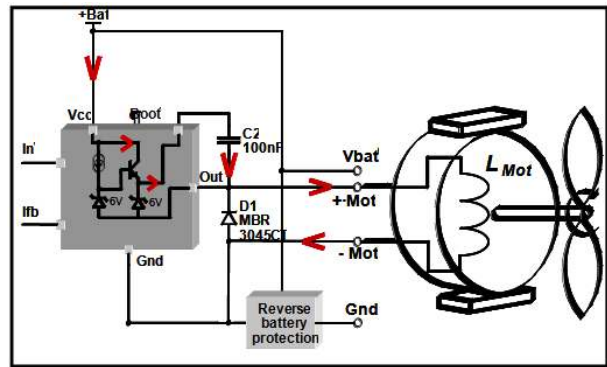 +Bat
Vcc
Boot
C2
100nF
In
Out
Vbat
L Mot
6V
6V
+ Mot
D1
MBR
3045CT
Ifb
- Mot
Gnd
Reverse
battery
protection
Gnd